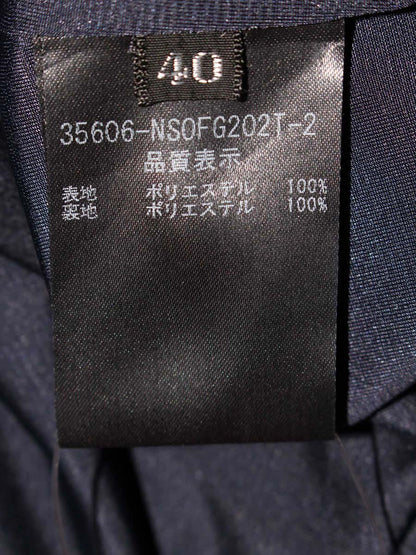 40
35606-NSOFG202T-2
品質表示
表地 ポリエステル 100%
裏地 ポリエステル 100%